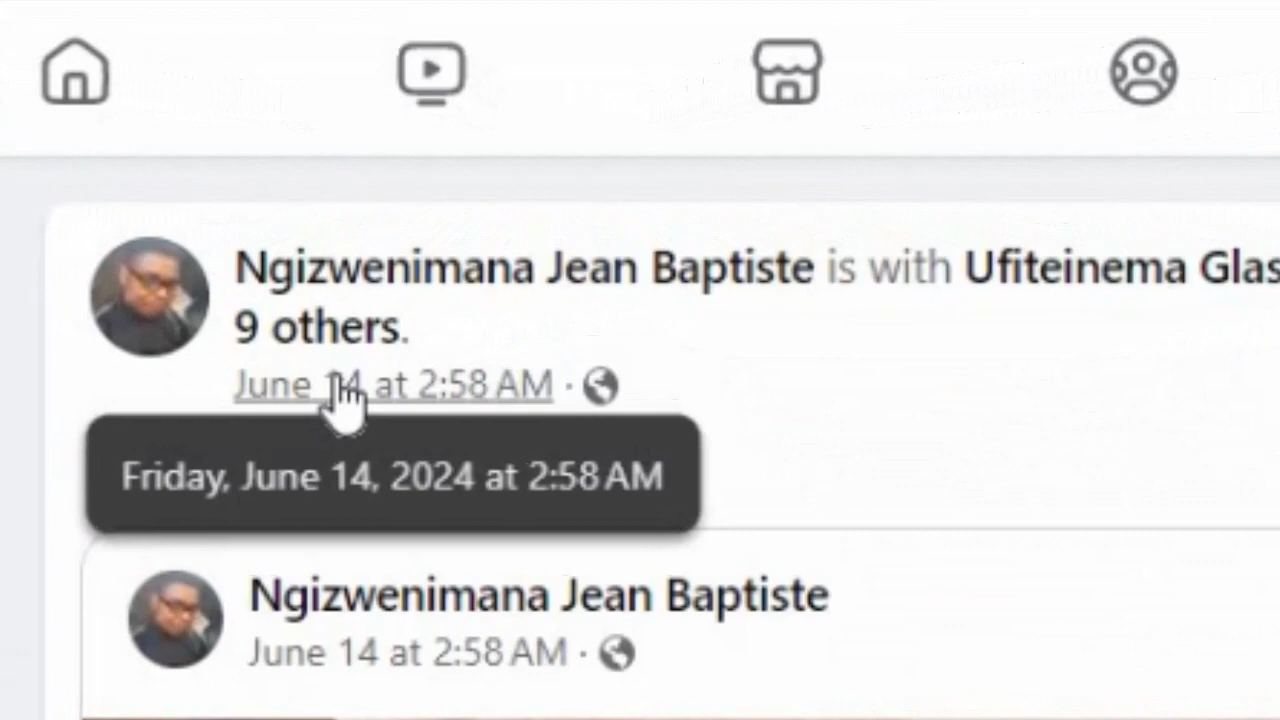 Ngizwenimana Jean Baptiste is with Ufiteinema Glas
9 others.
June 14 at 2:58 AM ·
Friday, June 14, 2024 at 2:58 AM
Ngizwenimana Jean Baptiste
June 14 at 2:58 AM ·